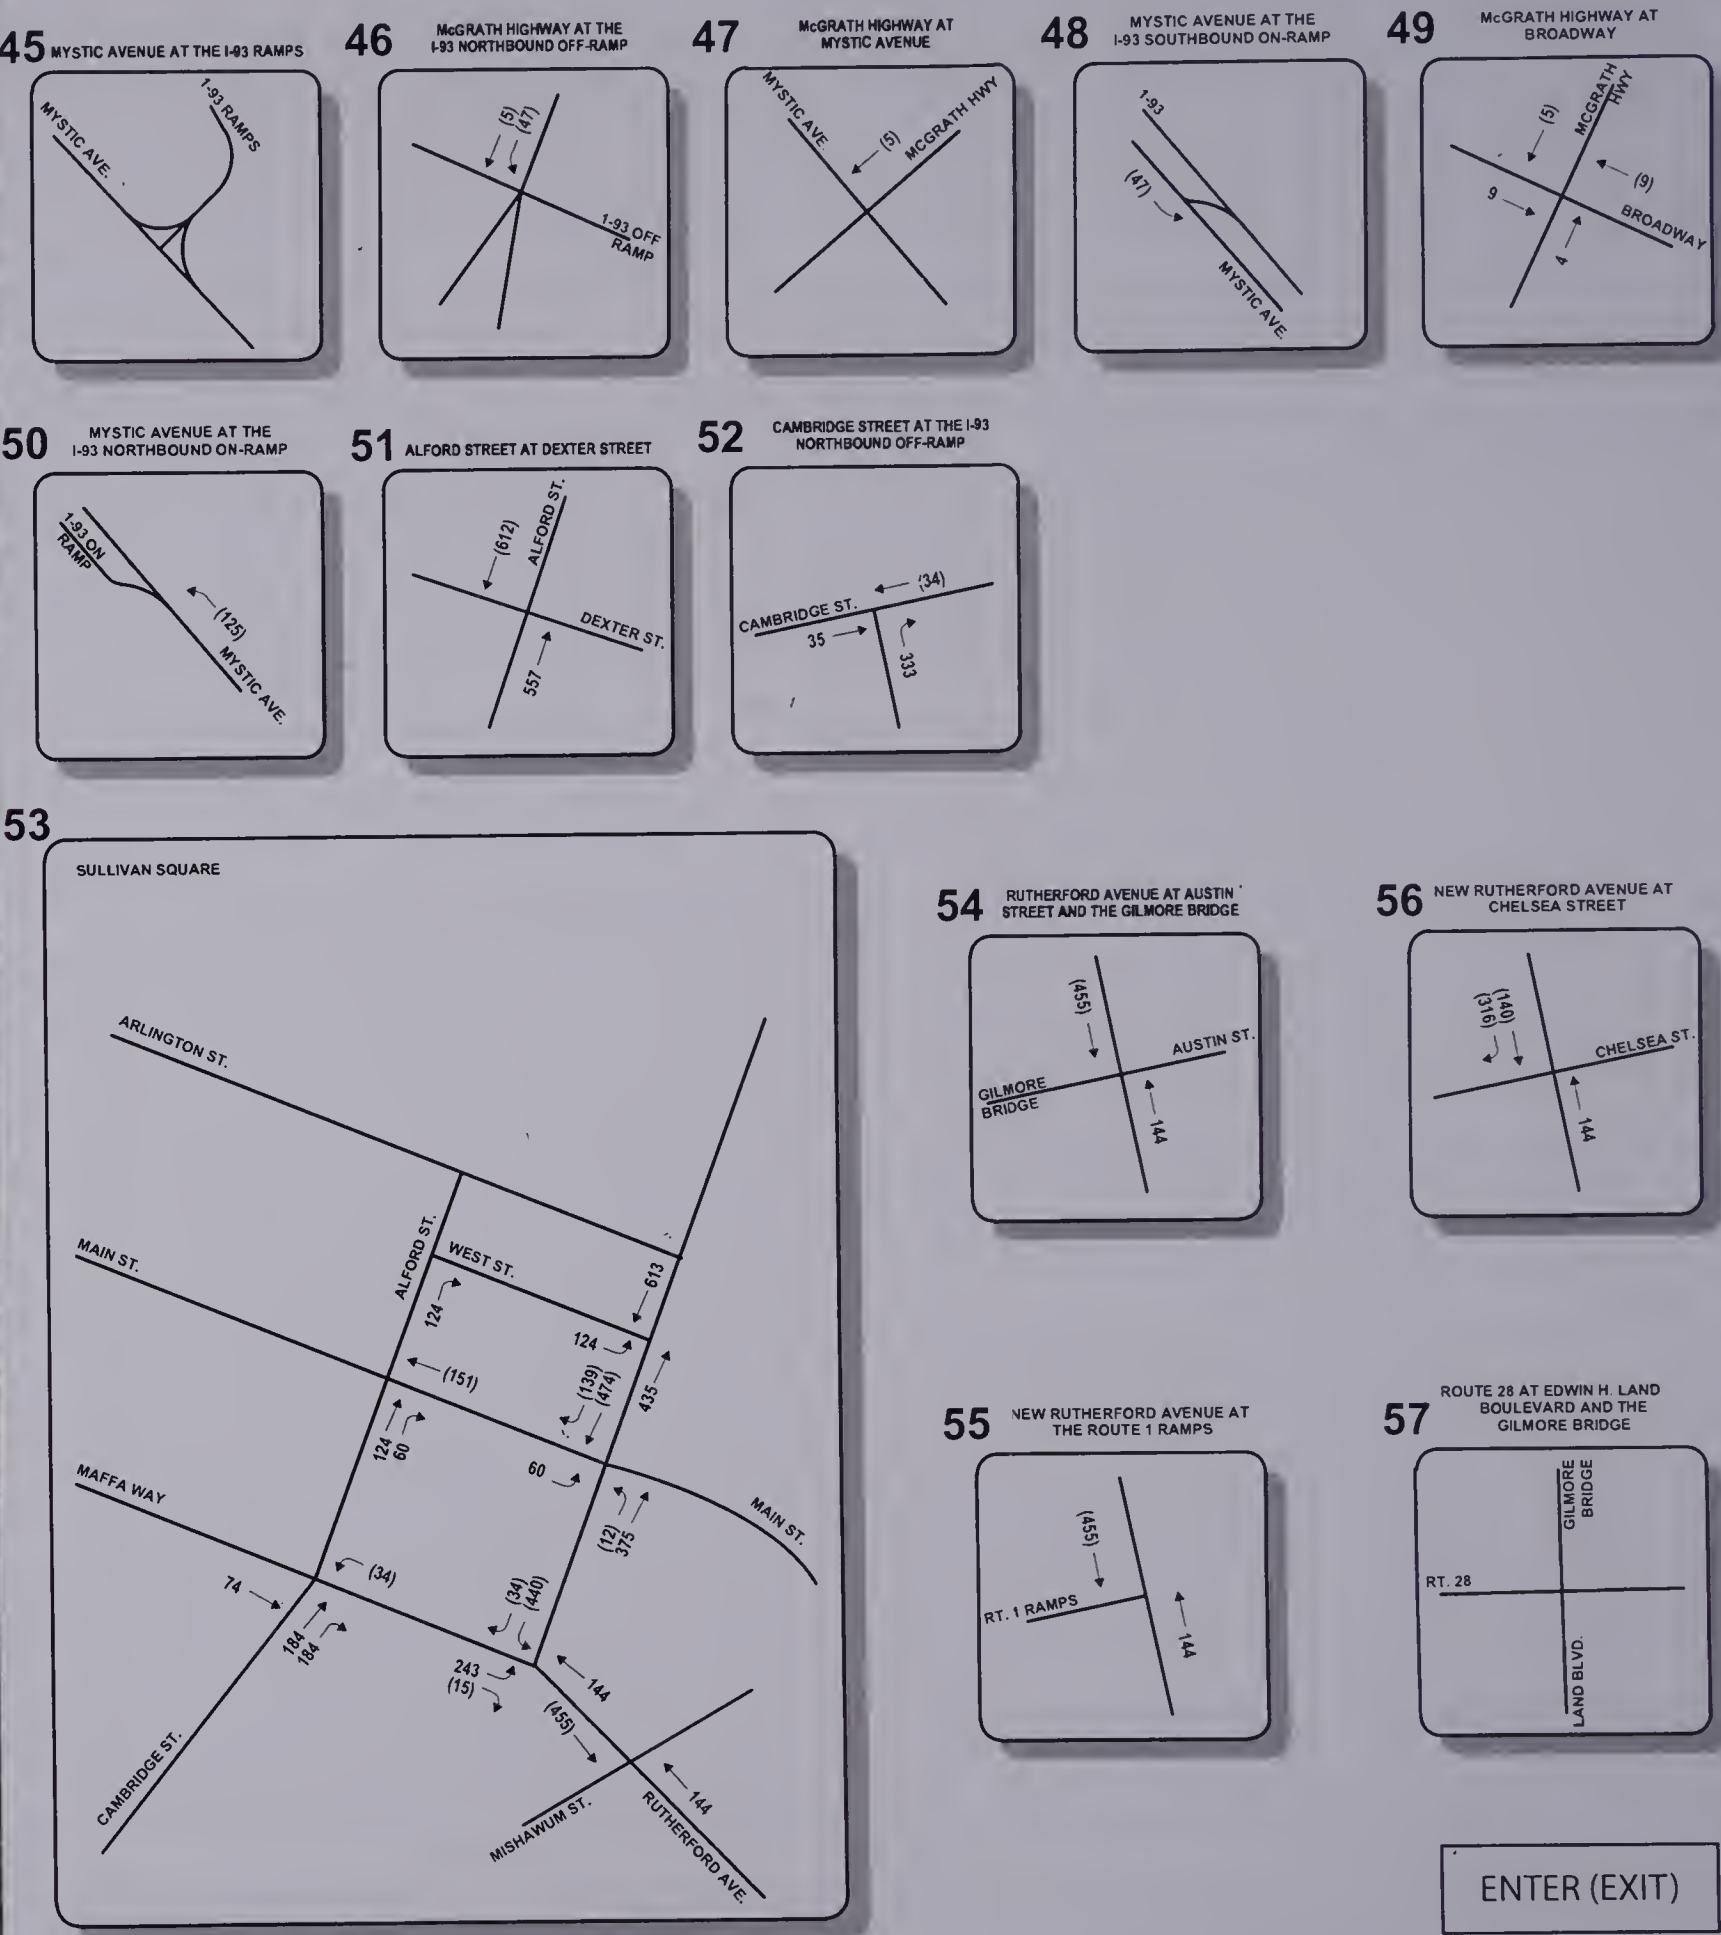 45 MYSTIC AVENUE AT THE I-93 RAMPS
MYSTIC AVE.
1-93 RAMPS
46 McGRATH HIGHWAY AT THE
I-93 NORTHBOUND OFF-RAMP
(5)
(47)
1-93 OFF
RAMP
47 McGRATH HIGHWAY AT
MYSTIC AVENUE
MYSTIC AVE.
(5)
MCGRATH HWY
48 MYSTIC AVENUE AT THE
I-93 SOUTHBOUND ON-RAMP
1-93
(47)
MYSTIC AVE.
49 McGRATH HIGHWAY AT
BROADWAY
(5)
MCGRATH
HWY
(9)
9
BROADWAY
4
50 MYSTIC AVENUE AT THE
I-93 NORTHBOUND ON-RAMP
1-93 ON
RAMP
(125)
MYSTIC AVE.
51 ALFORD STREET AT DEXTER STREET
(612)
ALFORD ST.
DEXTER ST.
557
52 CAMBRIDGE STREET AT THE I-93
NORTHBOUND OFF-RAMP
(34)
CAMBRIDGE ST.
35
333
53
SULLIVAN SQUARE
ARLINGTON ST.
MAIN ST.
ALFORD ST.
WEST ST.
613
124
124
(151)
(139)
(474)
435
124
60
60
MAFFA WAY
MAIN ST.
(12)
375
74
(34)
(34)
(440)
184
184
243
(15)
144
(455)
CAMBRIDGE ST.
MISHAWUM ST.
144
RUTHERFORD AVE.
54 RUTHERFORD AVENUE AT AUSTIN
STREET AND THE GILMORE BRIDGE
(455)
AUSTIN ST.
GILMORE
BRIDGE
144
56 NEW RUTHERFORD AVENUE AT
CHELSEA STREET
(140)
(316)
CHELSEA ST.
144
55 NEW RUTHERFORD AVENUE AT
THE ROUTE 1 RAMPS
(455)
RT. 1 RAMPS
144
57 ROUTE 28 AT EDWIN H. LAND
BOULEVARD AND THE
GILMORE BRIDGE
GILMORE
BRIDGE
RT. 28
LAND BLVD.
ENTER (EXIT)